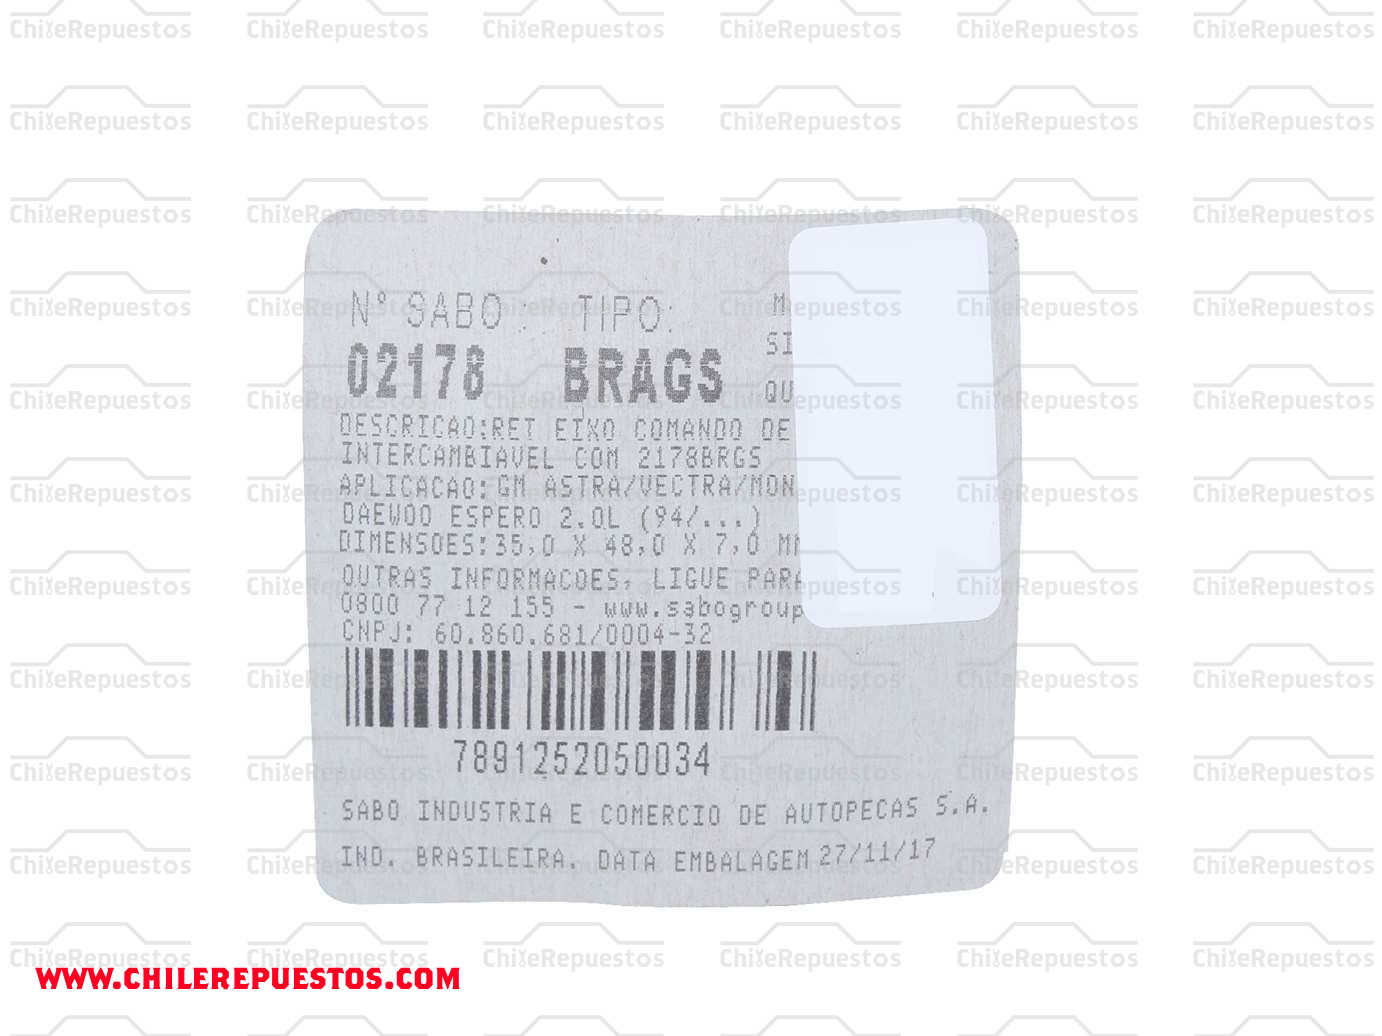 Nº SABO: TIPO:
02178 BRAGS
DESCRICAO:RET EIXO COMANDO DE
INTERCAMBIAVEL COM 2178BRGS
APLICACAO:GM ASTRA/VECTRA/MON
DAEWOO ESPERO 2.0L (94/...)
DIMENSOES:35,0 X 48,0 X 7,0 MM
OUTRAS INFORMACOES, LIGUE PARA
0800 77 12 155 - www.sabogroup
CNPJ: 60.860.681/0004-32
7891252050034
SABO INDUSTRIA E COMERCIO DE AUTOPECAS S.A.
IND. BRASILEIRA. DATA EMBALAGEM 27/11/17
www.CHILEREPUESTOS.COM
ChileRepuestos